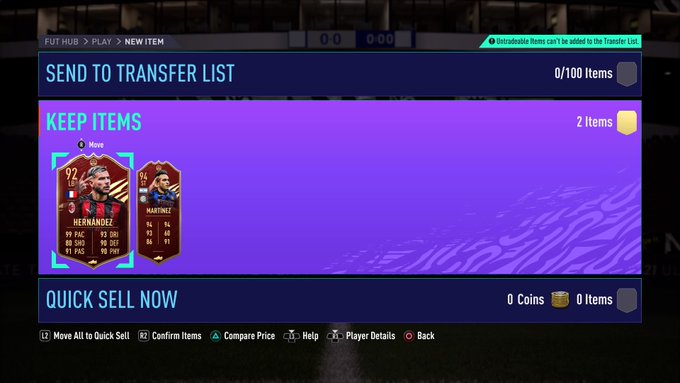 FUT HUB > PLAY > NEW ITEM
Untradeable Items can't be added to the Transfer List.
0:0 0:00
SEND TO TRANSFER LIST
0/100 Items
KEEP ITEMS
2 Items
R Move
92
LB
HERNÁNDEZ
99 PAC 93 DRI
80 SHO 90 DEF
91 PAS 90 PHY
94
ST
MARTÍNEZ
94 94
93 60
86 91
QUICK SELL NOW
0 Coins 0 Items
L2 Move All to Quick Sell R2 Confirm Items Compare Price Help Player Details Back